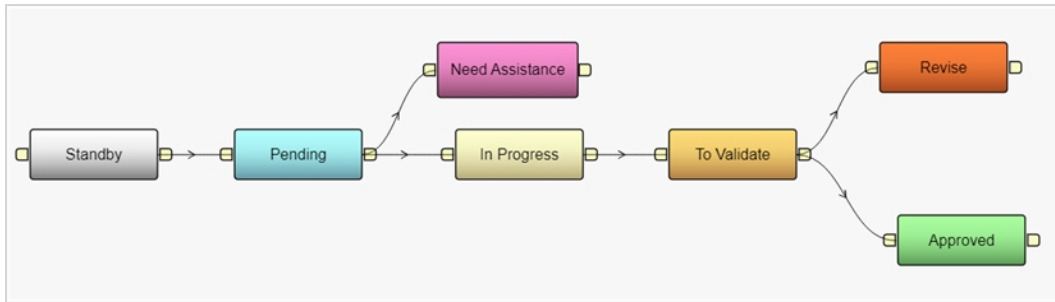 Need Assistance
Revise
Standby
Pending
In Progress
To Validate
Approved